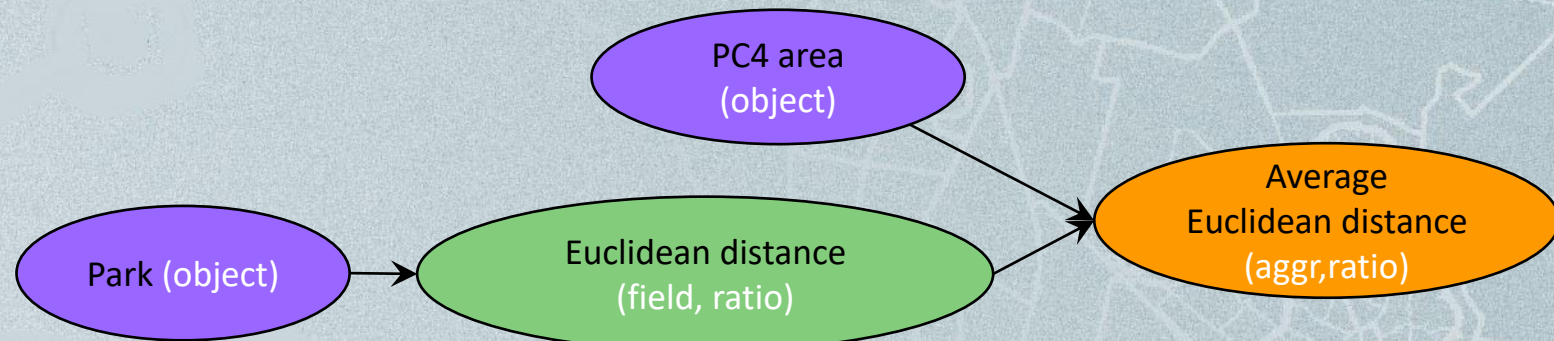 PC4 area
(object)
Park (object)
Euclidean distance
(field, ratio)
Average
Euclidean distance
(aggr,ratio)